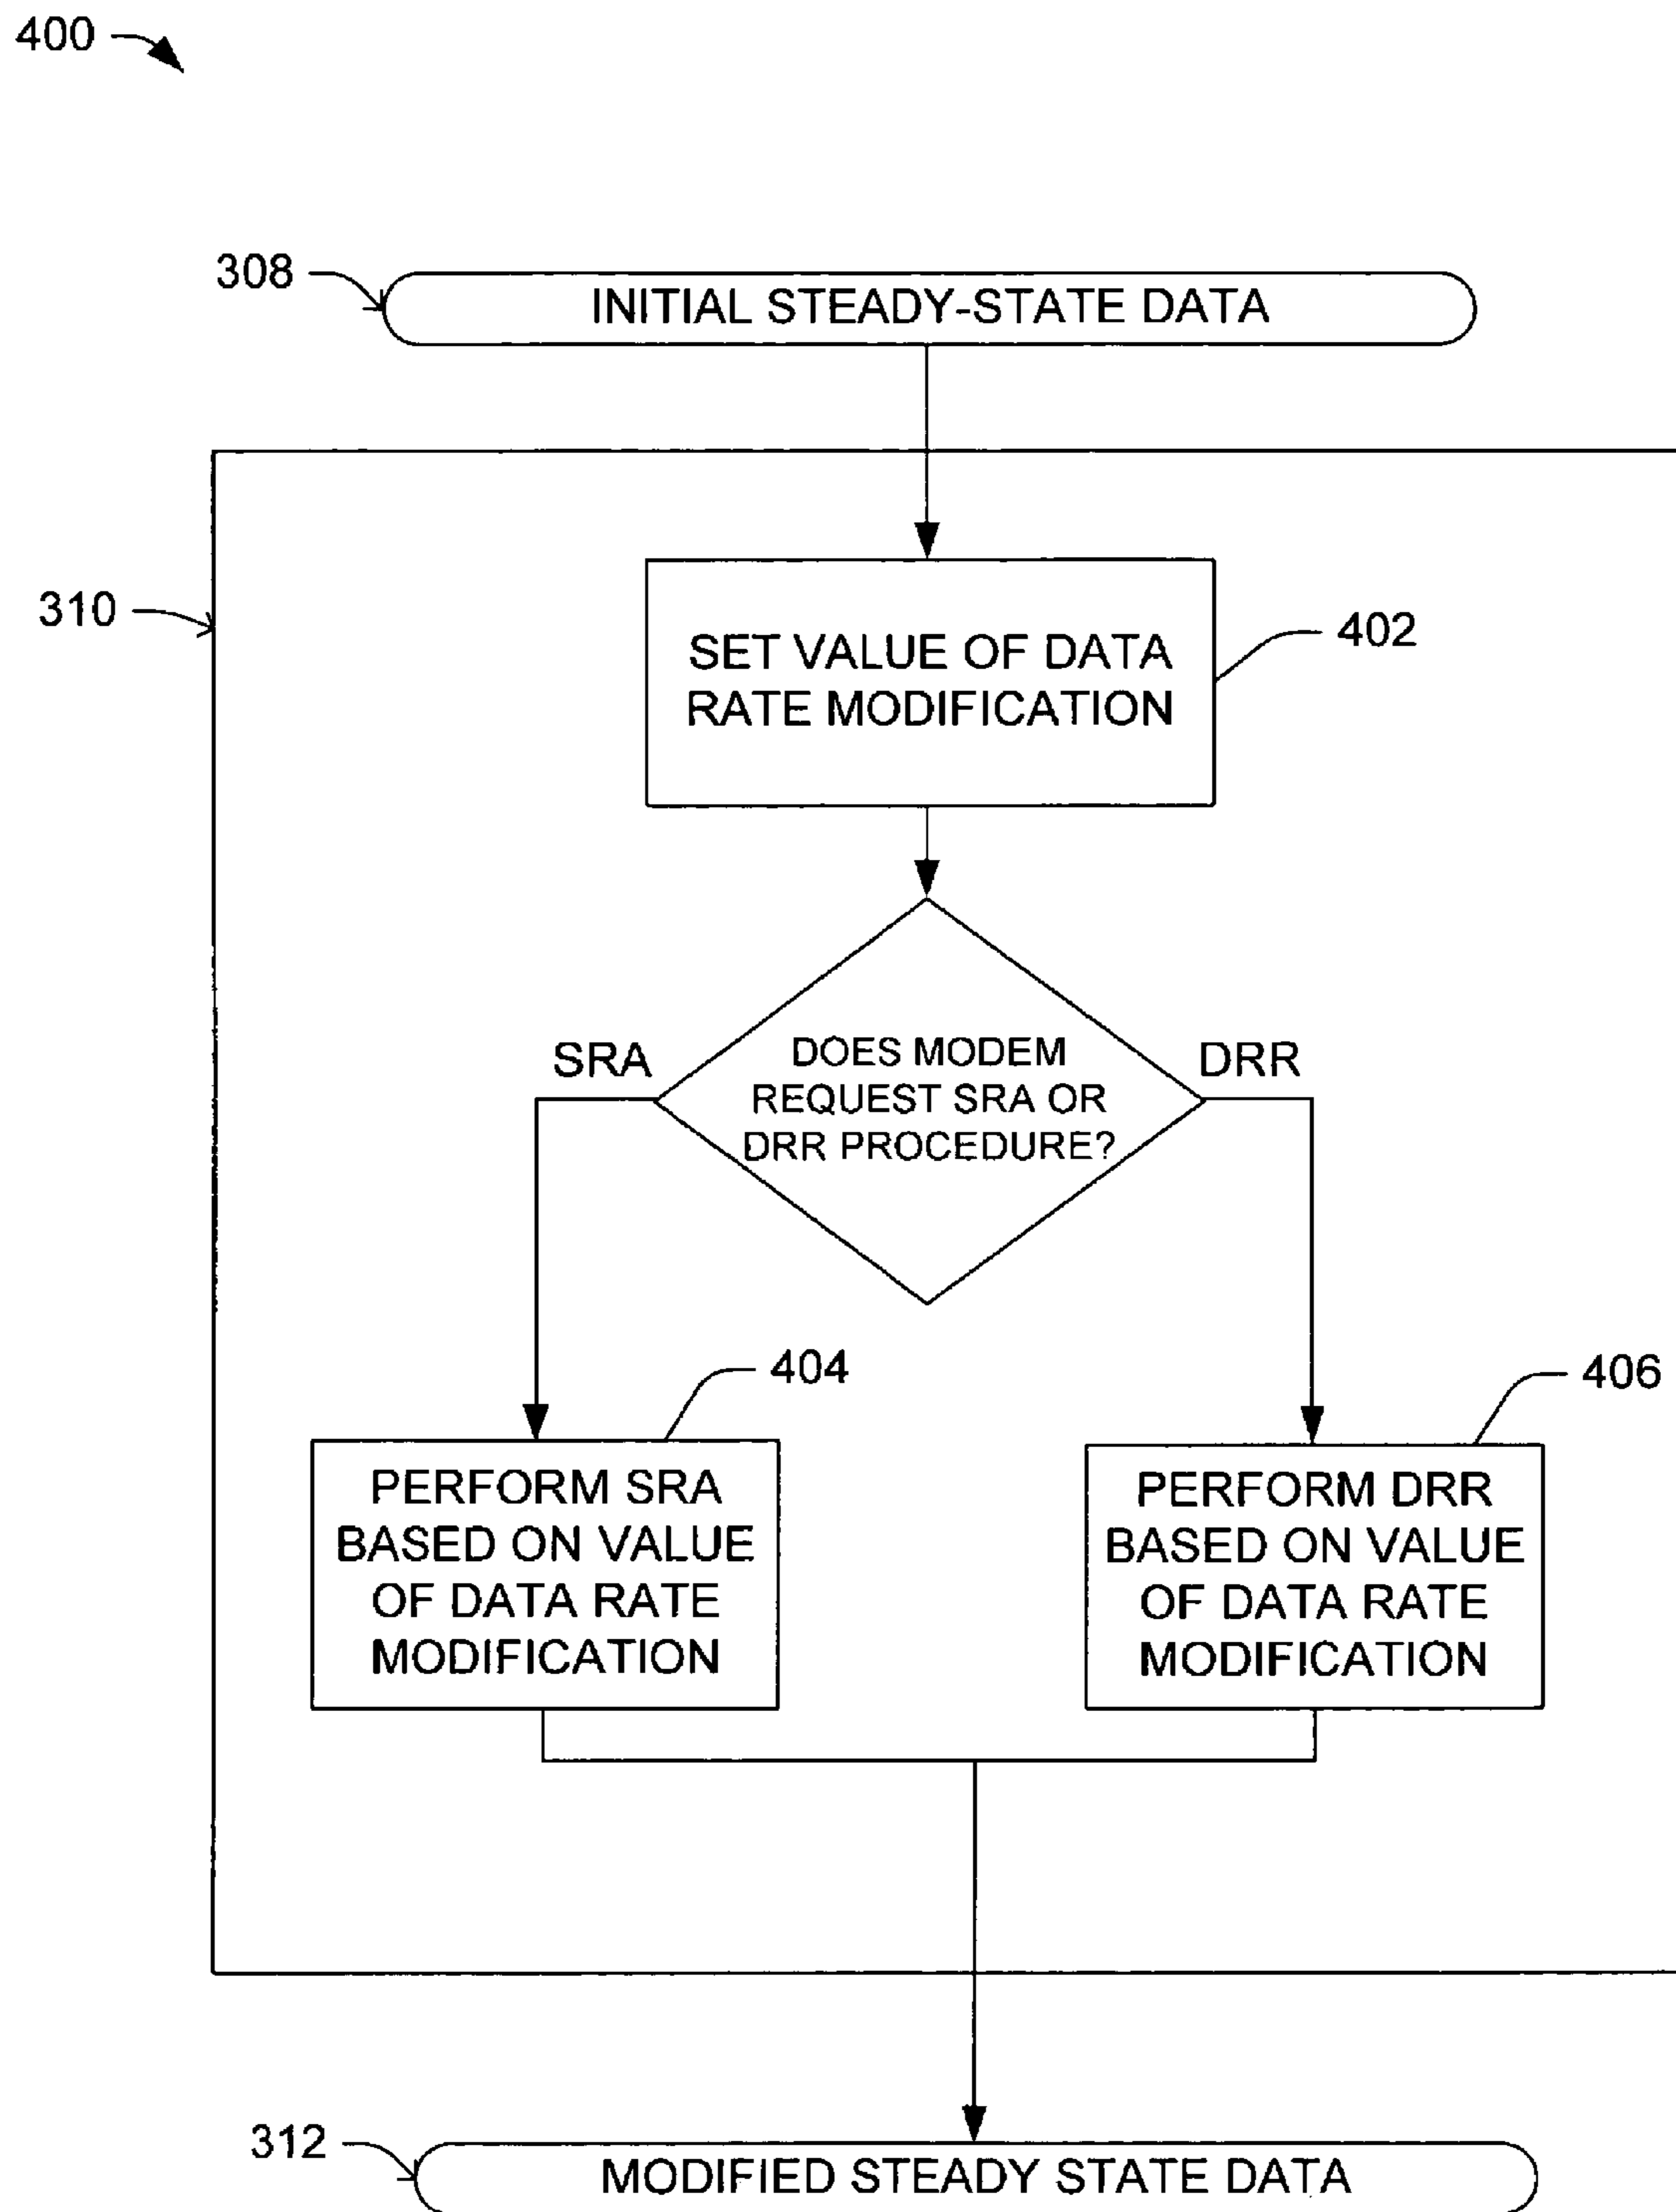 400
308
INITIAL STEADY-STATE DATA
310
SET VALUE OF DATA
RATE MODIFICATION
402
SRA
DOES MODEM
REQUEST SRA OR
DRR PROCEDURE?
DRR
404
406
PERFORM SRA
BASED ON VALUE
OF DATA RATE
MODIFICATION
PERFORM DRR
BASED ON VALUE
OF DATA RATE
MODIFICATION
312
MODIFIED STEADY STATE DATA